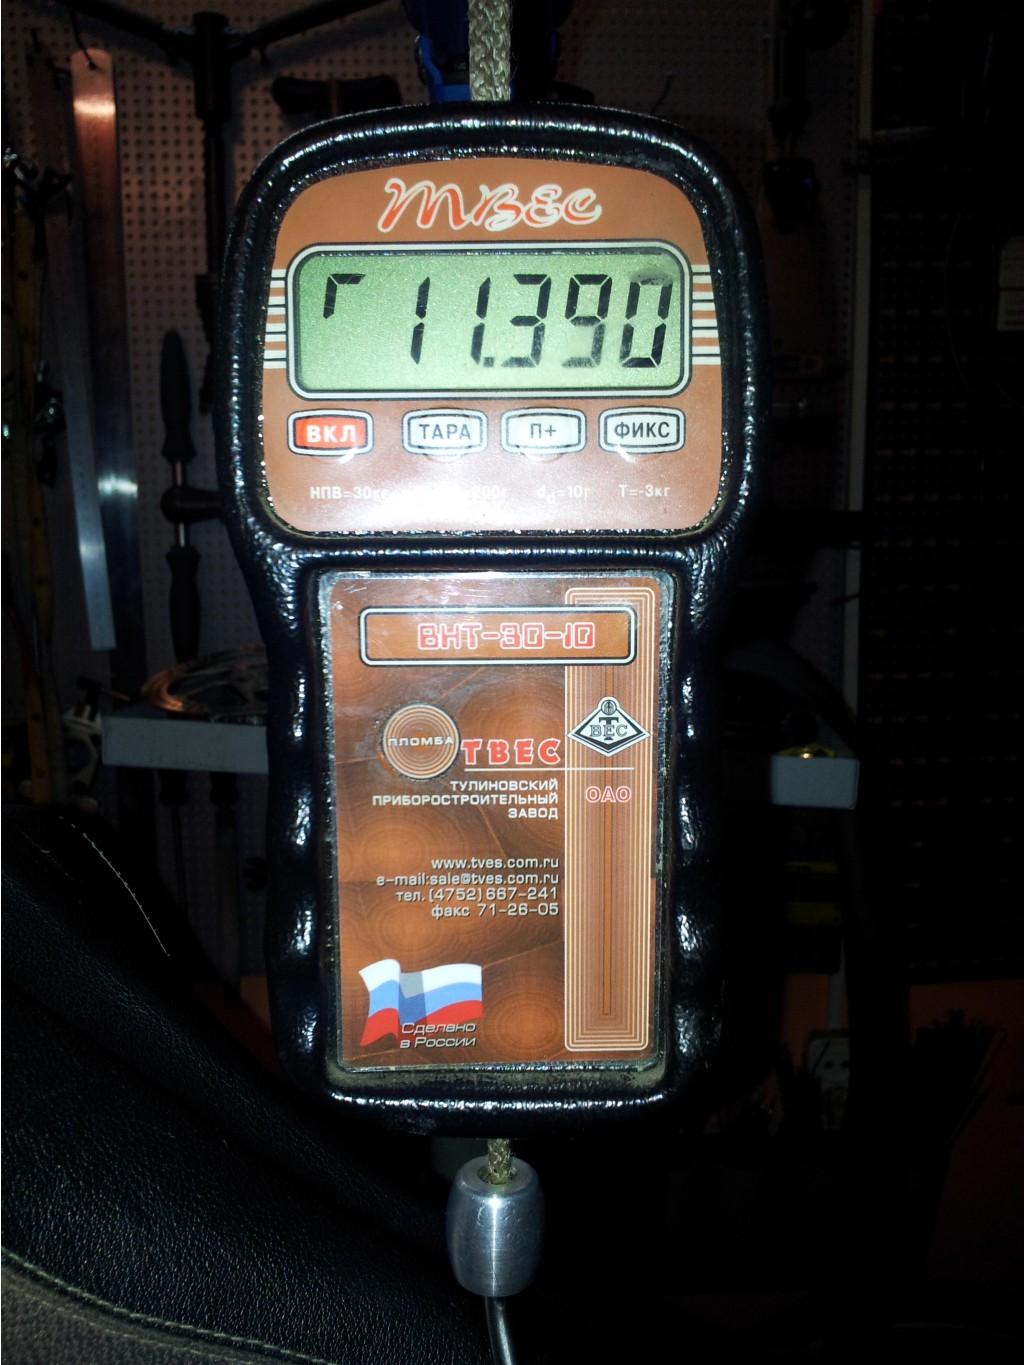 ТВЕС
11.390
ВКЛ ТАРА П+ ФИКС
НПВ=30кг =200г dd=10г Т=-3кг
ВНТ-30-10
ПЛОМБА
ТВЕС
ТУЛИНОВСКИЙ
ПРИБОРОСТРОИТЕЛЬНЫЙ
ЗАВОД
Т
ВЕС
ОАО
www.tves.com.ru
e-mail:sale@tves.com.ru
тел. (4752) 667-241
факс 71-26-05
Сделано
в России